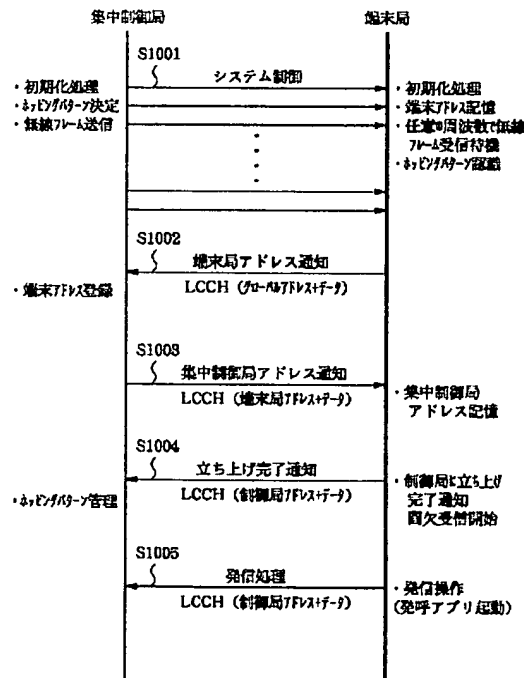 集中制御局
端末局
S1001
システム制御
・初期化処理
・ホッピングパターン決定
・無線フレーム送信
・初期化処理
・端末アドレス記憶
・任意の周波数で無線
フレーム受信待機
・ホッピングパターン認識
S1002
端末局アドレス通知
LCCH（グローバルアドレス+データ）
・端末アドレス登録
S1003
集中制御局アドレス通知
LCCH（端末局アドレス+データ）
・集中制御局
アドレス記憶
S1004
立ち上げ完了通知
LCCH（制御局アドレス+データ）
・ホッピングパターン管理
・制御局に立ち上げ
完了通知
間欠受信開始
S1005
発信処理
LCCH（制御局アドレス+データ）
・発信操作
（発呼アプリ起動）